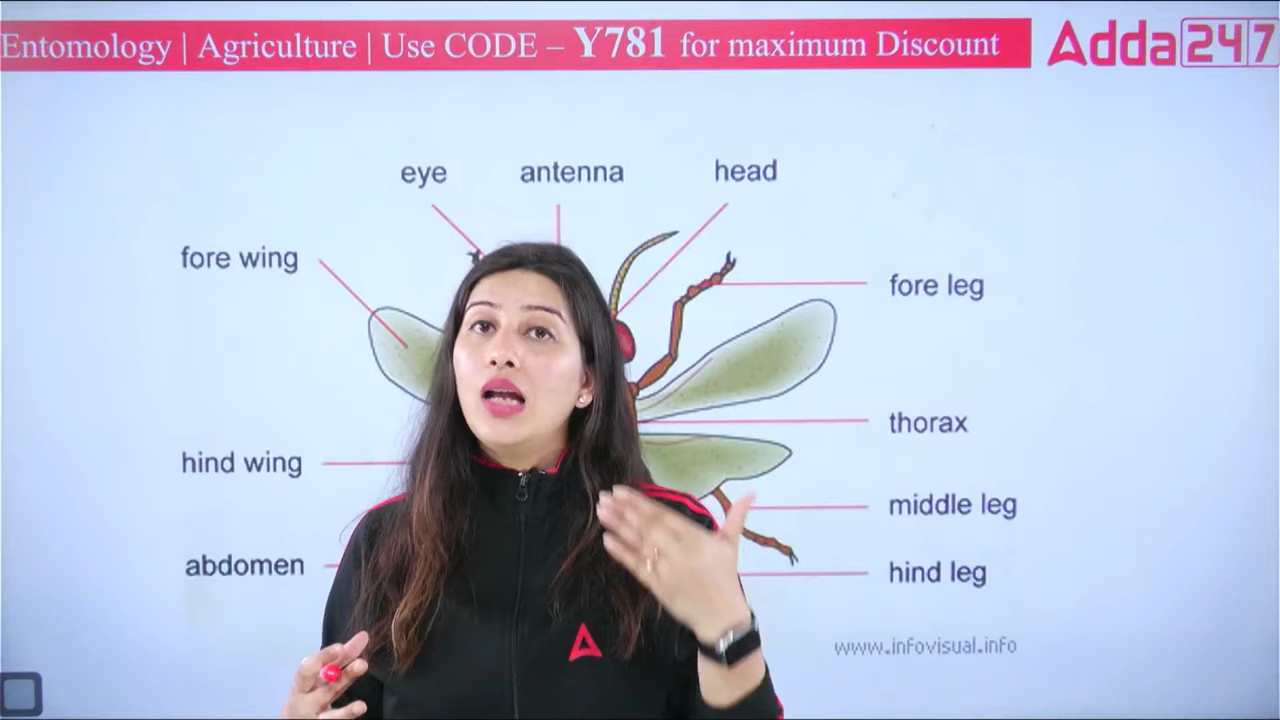 Entomology | Agriculture | Use CODE – Y781 for maximum Discount
Adda247
eye
antenna
head
fore wing
fore leg
thorax
hind wing
middle leg
abdomen
hind leg
www.infovisual.info